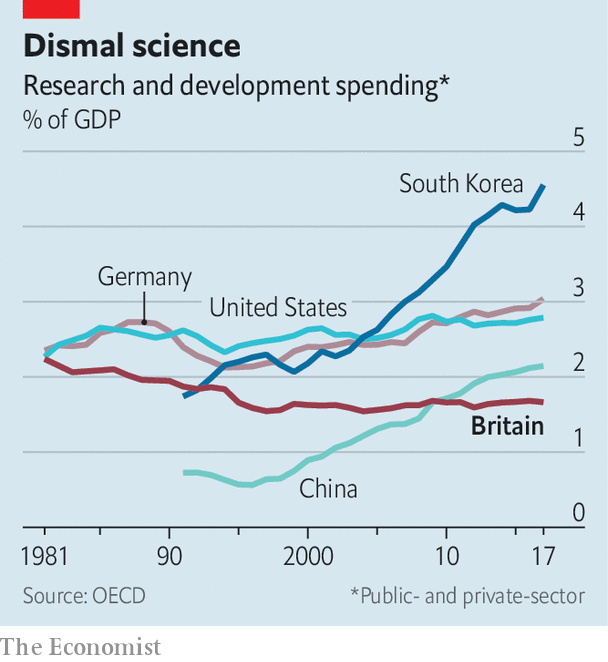 Dismal science
Research and development spending*
% of GDP
5
South Korea
4
Germany
3
United States
2
Britain
1
China
0
1981 90 2000 10 17
Source: OECD *Public- and private-sector
The Economist